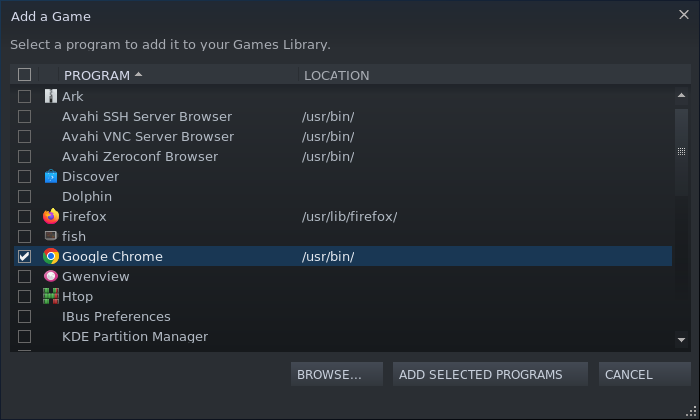 Add a Game
Select a program to add it to your Games Library.
PROGRAM LOCATION
Ark
Avahi SSH Server Browser /usr/bin/
Avahi VNC Server Browser /usr/bin/
Avahi Zeroconf Browser /usr/bin/
Discover
Dolphin
Firefox /usr/lib/firefox/
fish
Google Chrome /usr/bin/
Gwenview
Htop
IBus Preferences
KDE Partition Manager
BROWSE... ADD SELECTED PROGRAMS CANCEL